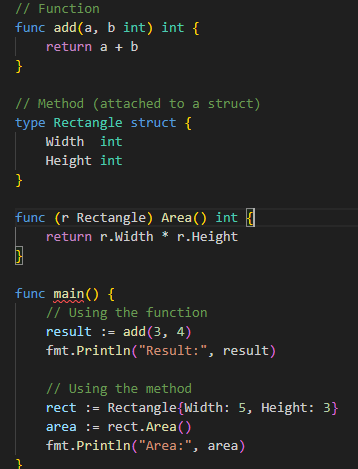 // Function
func add(a, b int) int {
    return a + b
}
// Method (attached to a struct)
type Rectangle struct {
    Width  int
    Height int
}
func (r Rectangle) Area() int {
    return r.Width * r.Height
}
func main() {
    // Using the function
    result := add(3, 4)
    fmt.Println("Result:", result)
    // Using the method
    rect := Rectangle{Width: 5, Height: 3}
    area := rect.Area()
    fmt.Println("Area:", area)
}